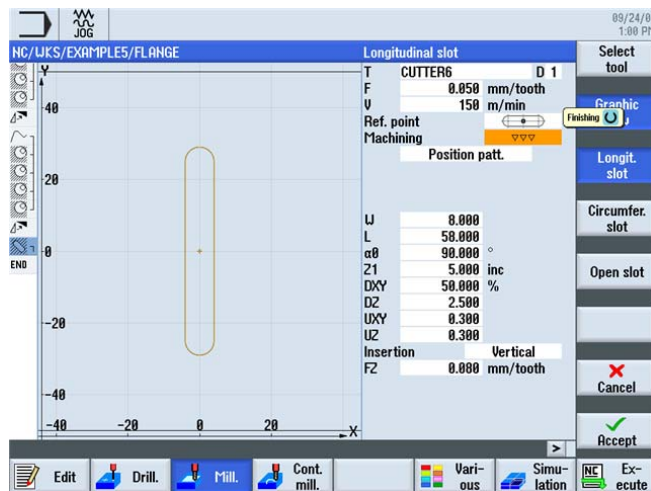 09/24/0
JOG
1:00 PM
NC/WKS/EXAMPLE5/FLANGE
Longitudinal slot
Select tool
T CUTTER6 D 1
F 0.050 mm/tooth
V 150 m/min
Ref. point
Machining ▽▽▽
Position patt.
Finishing
Graphic
Longit. slot
W 8.000
L 58.000
α0 90.000 °
Z1 5.000 inc
DXY 50.000 %
DZ 2.500
UXY 0.300
UZ 0.300
Insertion Vertical
FZ 0.080 mm/tooth
Circumfer. slot
Open slot
Cancel
Accept
END
Y
40
20
0
-20
-40
-40 -20 0 20 X
>
Edit
Drill.
Mill.
Cont. mill.
Vari-
ous
Simu-
lation
NC
Ex-
ecute